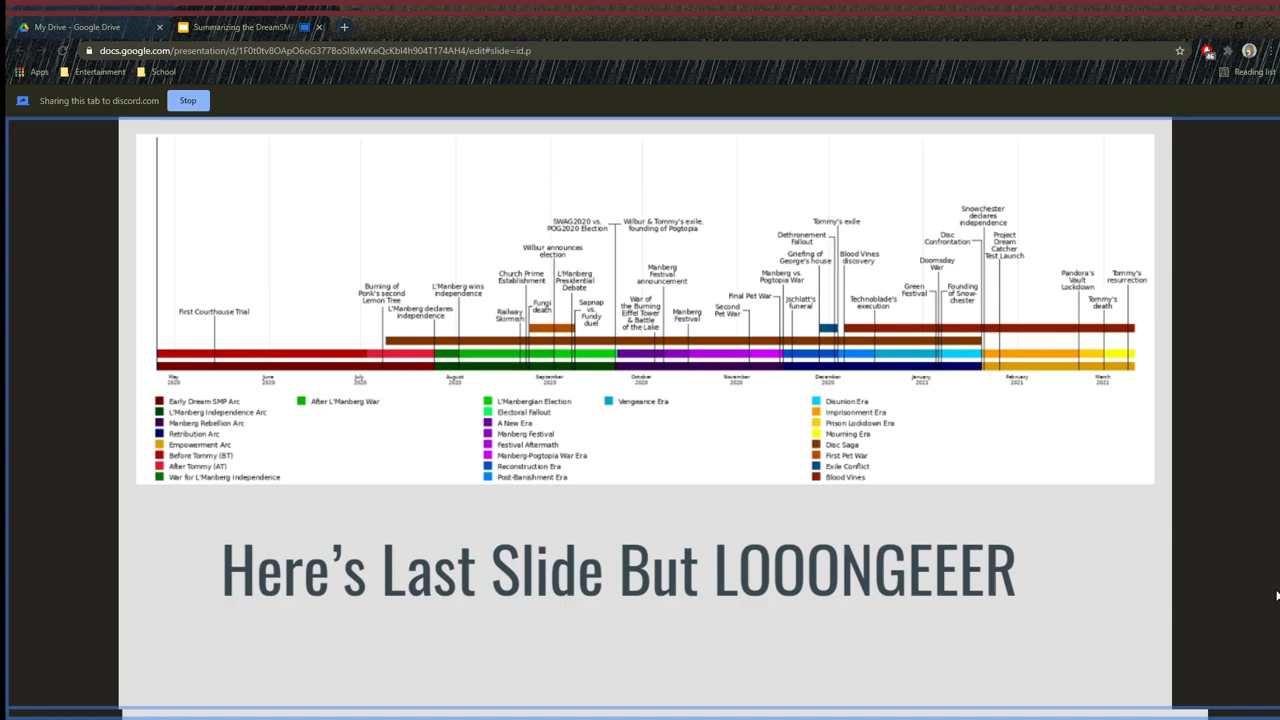 My Drive - Google Drive
Summarizing the DreamSM
docs.google.com/presentation/d/1F0t0tv8OApO6oG377BoSIBxWKeQcKbl4h904T174AH4/edit#slide=id.p
46
Apps
Entertainment
School
Reading list
Sharing this tab to discord.com
Stop
Snowchester
declares
independence
SWAG2020 vs.
POG2020 Election
Wilbur & Tommy's exile,
founding of Pogtopia
Tommy's exile
Dethronement
Fallout
Disc
Confrontation
Project
Dream
Catcher
Test Launch
Wilbur announces
election
Griefing of
George's house
Blood Vines
discovery
Doomsday
War
Church Prime
Establishment
L'Manberg
Presidential
Debate
Manberg
Festival
announcement
Manberg vs.
Pogtopia War
Pandora's
Vault
Lockdown
Tommy's
resurrection
Burning of
Ponk's second
Lemon Tree
L'Manberg wins
independence
Green
Festival
Founding
of Snow-
chester
First Courthouse Trial
L'Manberg declares
independence
Railway
Skirmish
Fungi
death
Sapnap
vs.
Fundy
duel
War of
the Burning
Eiffel Tower
& Battle
of the Lake
Manberg
Festival
Second
Pet War
Final Pet War
Jschlatt's
funeral
Technoblade's
execution
Tommy's
death
May
2020
June
2020
July
2020
August
2020
September
2020
October
2020
November
2020
December
2020
January
2021
February
2021
March
2021
Early Dream SMP Arc
L'Manberg Independence Arc
Manberg Rebellion Arc
Retribution Arc
Empowerment Arc
Before Tommy (BT)
After Tommy (AT)
War for L'Manberg Independence
After L'Manberg War
L'Manbergian Election
Electoral Fallout
A New Era
Manberg Festival
Festival Aftermath
Manberg-Pogtopia War Era
Reconstruction Era
Post-Banishment Era
Vengeance Era
Disunion Era
Imprisonment Era
Prison Lockdown Era
Mourning Era
Disc Saga
First Pet War
Exile Conflict
Blood Vines
Here's Last Slide But LOOONGEEER